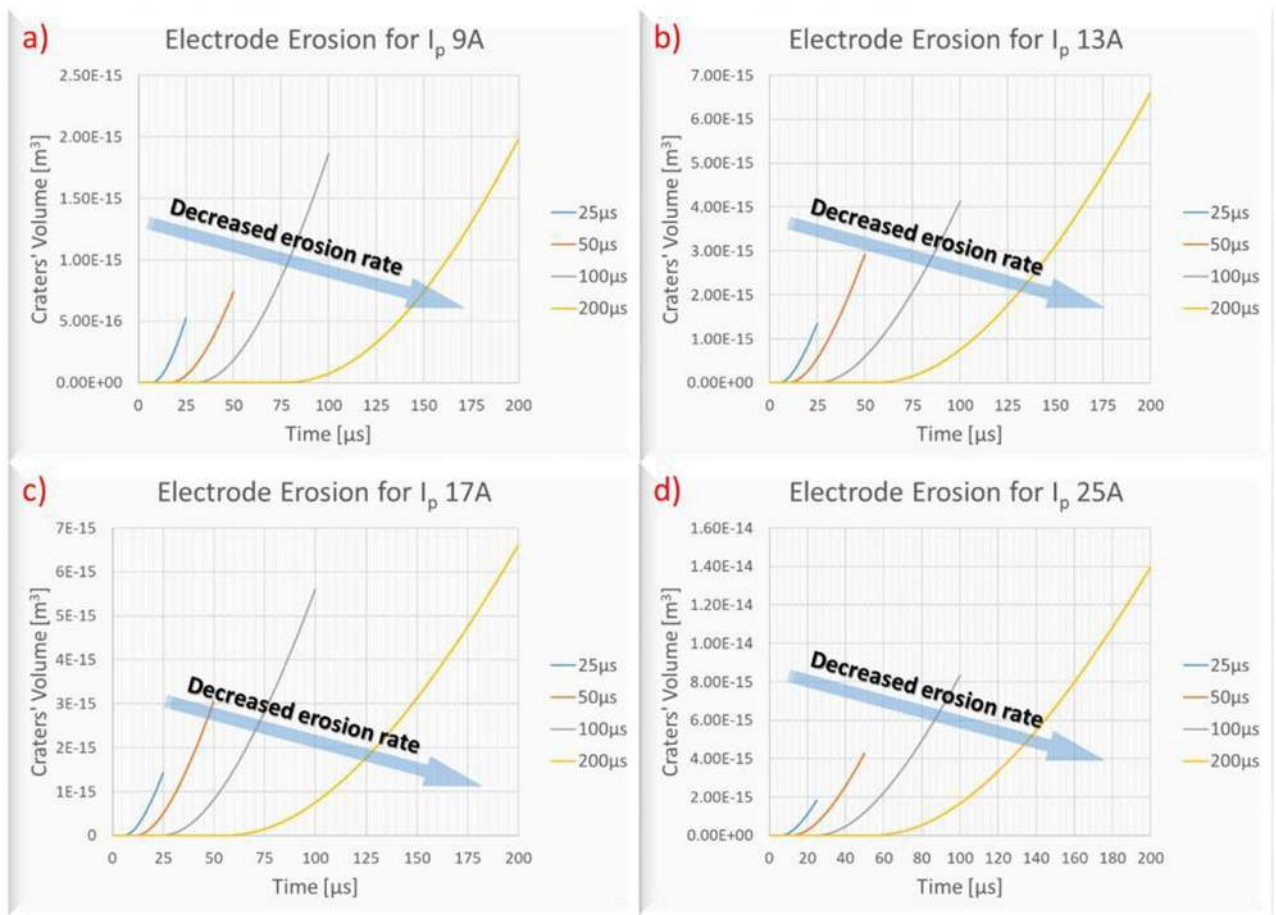 a)
Electrode Erosion for Iₚ 9A
Craters' Volume [m³]
2.50E-15
2.00E-15
1.50E-15
1.00E-15
5.00E-16
0.00E+00
Decreased erosion rate
0 25 50 75 100 125 150 175 200
Time [µs]
25µs
50µs
100µs
200µs
b)
Electrode Erosion for Iₚ 13A
Craters' Volume [m³]
7.00E-15
6.00E-15
5.00E-15
4.00E-15
3.00E-15
2.00E-15
1.00E-15
0.00E+00
Decreased erosion rate
0 25 50 75 100 125 150 175 200
Time [µs]
25µs
50µs
100µs
200µs
c)
Electrode Erosion for Iₚ 17A
Craters' Volume [m³]
7E-15
6E-15
5E-15
4E-15
3E-15
2E-15
1E-15
0
Decreased erosion rate
0 25 50 75 100 125 150 175 200
Time [µs]
25µs
50µs
100µs
200µs
d)
Electrode Erosion for Iₚ 25A
Craters' Volume [m³]
1.60E-14
1.40E-14
1.20E-14
1.00E-14
8.00E-15
6.00E-15
4.00E-15
2.00E-15
0.00E+00
Decreased erosion rate
0 20 40 60 80 100 120 140 160 180 200
Time [µs]
25µs
50µs
100µs
200µs